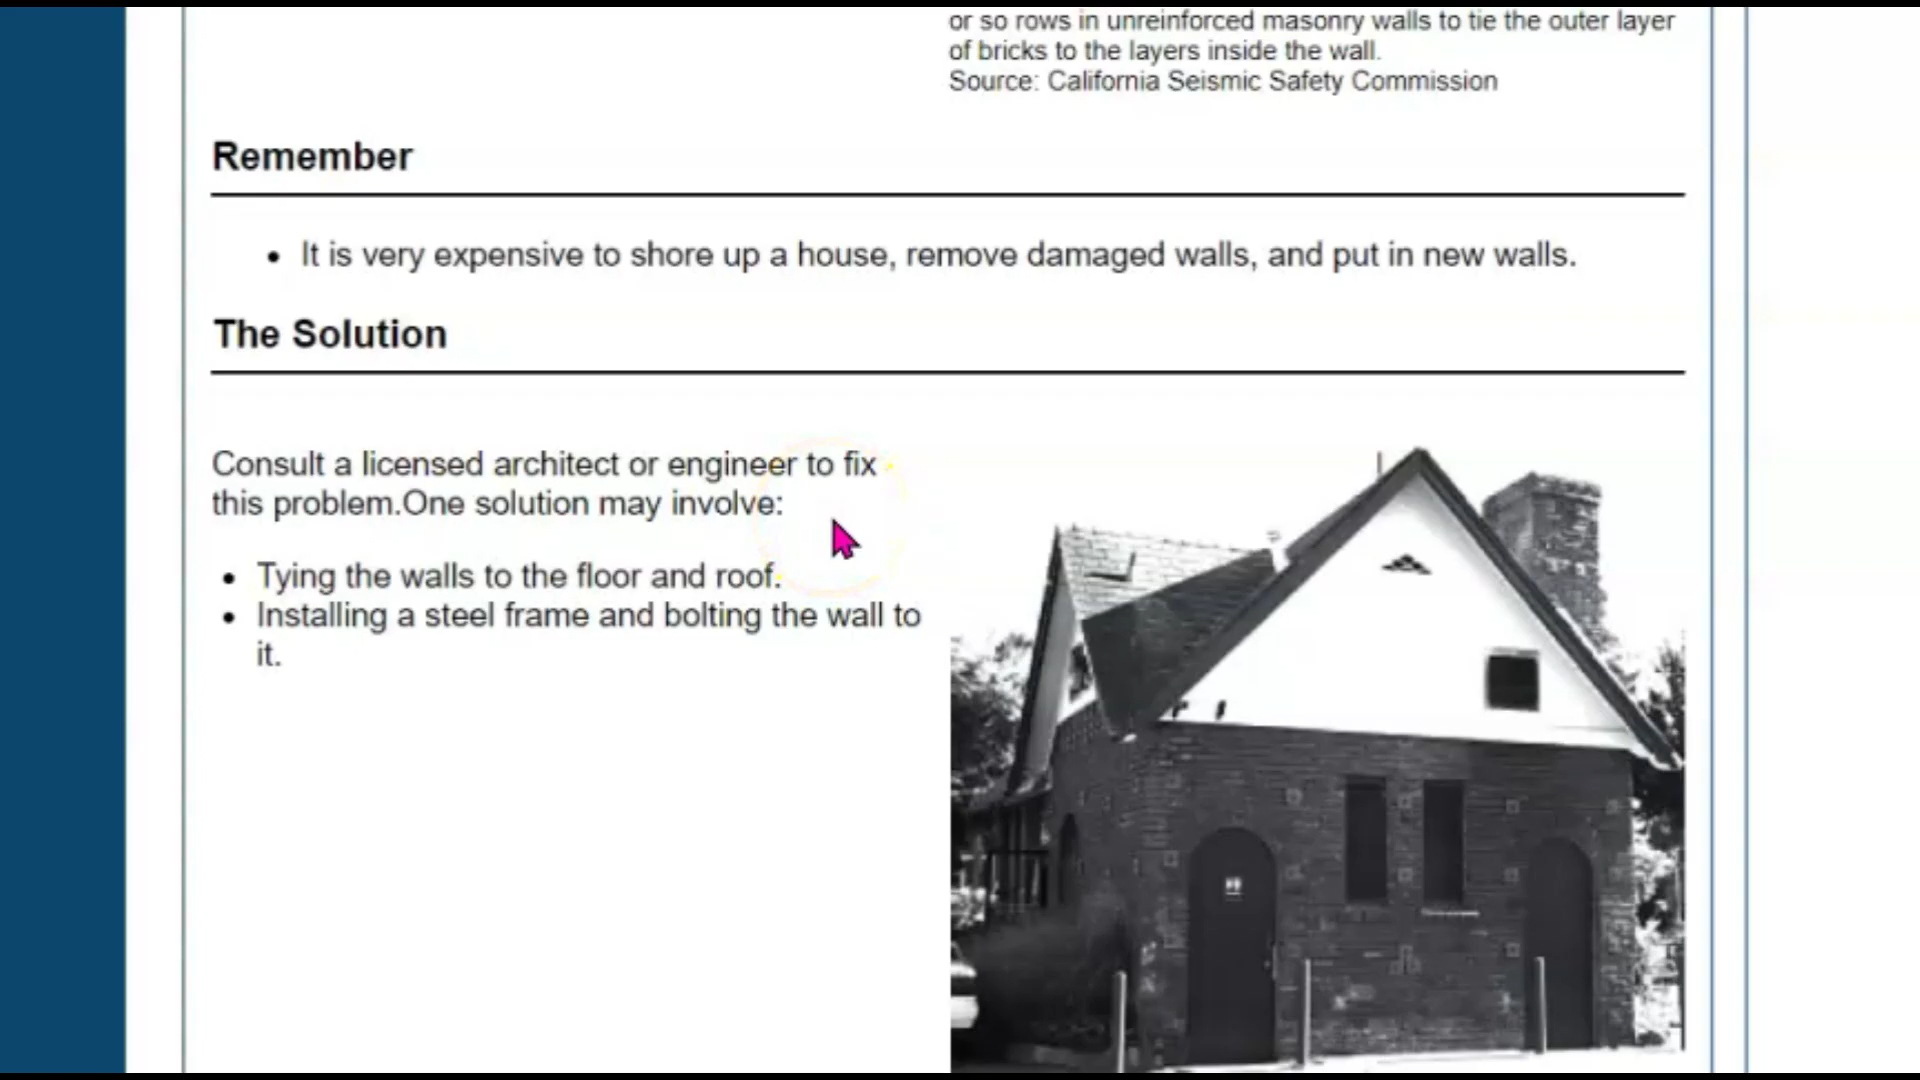 or so rows in unreinforced masonry walls to tie the outer layer
of bricks to the layers inside the wall.
Source: California Seismic Safety Commission
Remember
It is very expensive to shore up a house, remove damaged walls, and put in new walls.
The Solution
Consult a licensed architect or engineer to fix
this problem.One solution may involve:
Tying the walls to the floor and roof.
Installing a steel frame and bolting the wall to
it.